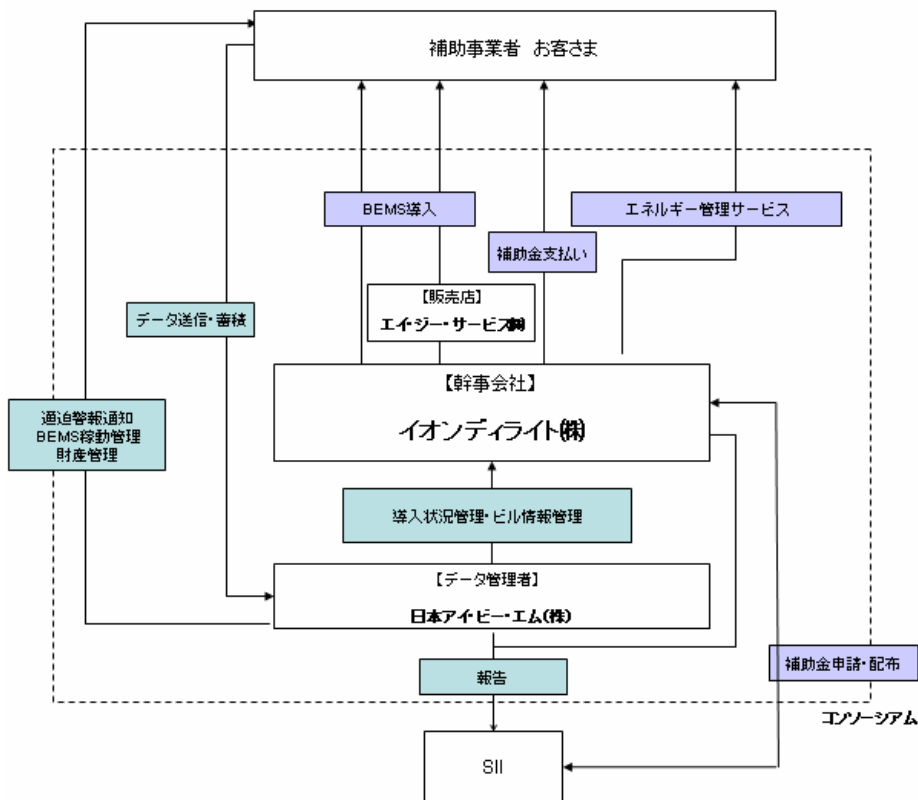 補助事業者 お客さま
BEMS導入
エネルギー管理サービス
補助金支払い
【販売店】
エイ・ジー・サービス㈱
データ送信・蓄積
【幹事会社】
イオンディライト㈱
逼迫警報通知
BEMS稼動管理
財産管理
導入状況管理・ビル情報管理
【データ管理者】
日本アイ・ビー・エム(株)
報告
補助金申請・配布
コンソーシアム
SII